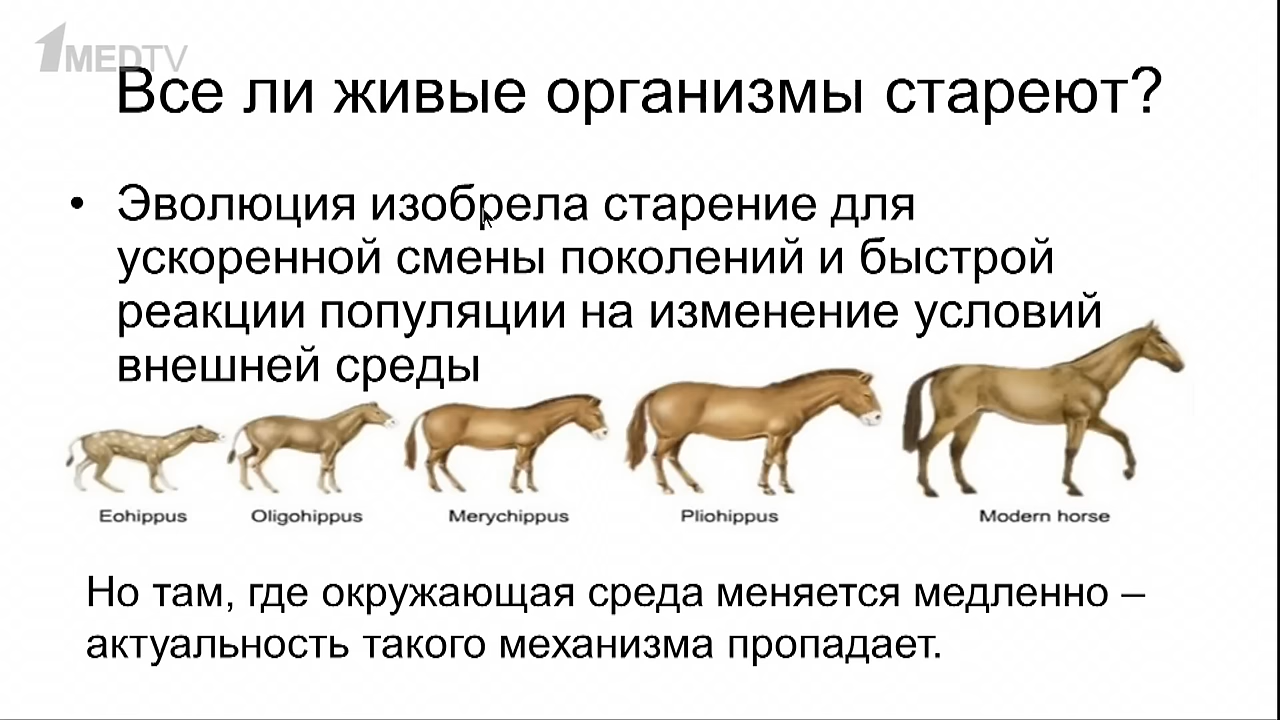 1MEDTV
Все ли живые организмы стареют?
• Эволюция изобрела старение для
ускоренной смены поколений и быстрой
реакции популяции на изменение условий
внешней среды
Eohippus Oligohippus Merychippus Pliohippus Modern horse
Но там, где окружающая среда меняется медленно –
актуальность такого механизма пропадает.